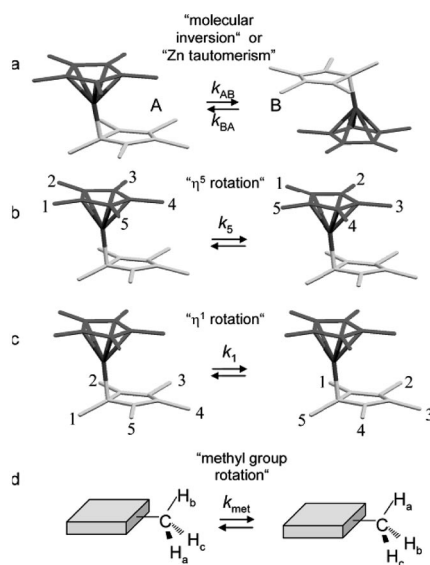 "molecular
inversion" or
"Zn tautomerism"
a
A
k_AB
k_BA
B
2
3
"η⁵ rotation"
1
2
b
1
4
5
k₅
5
3
4
"η¹ rotation"
c
k₁
2
3
1
2
1
4
5
5
4
3
d
"methyl group
rotation"
H_b
C
H_c
H_a
k_met
H_a
C
H_b
H_c